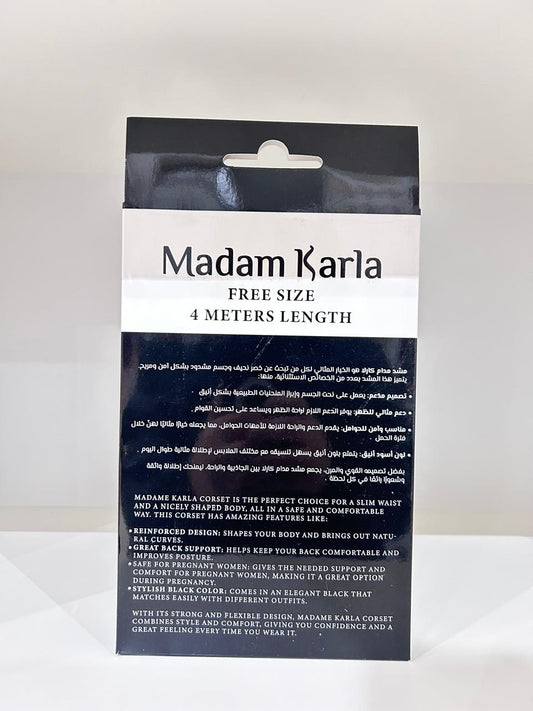 Madam Karla
FREE SIZE
4 METERS LENGTH
مشد مدام كارلا هو الخيار المثالي لكل من تبحث عن خصر نحيف وجسم مشدود بشكل آمن ومريح.
يتميز هذا المشد بعدد من الخصائص الاستثنائية، منها:
• تصميم مدعم: يعمل على نحت الجسم وإبراز المنحنيات الطبيعية بشكل أنيق
• دعم مثالي للظهر: يوفر الدعم اللازم لراحة الظهر ويساعد على تحسين القوام .
• مناسب وآمن للحوامل: يقدم الدعم والراحة اللازمة للأمهات الحوامل، مما يجعله خيارًا مثاليًا لهنّ خلال
فترة الحمل
• لون أسود أنيق: يتمتع بلون أنيق يسهل تنسيقه مع مختلف الملابس لإطلالة مثالية طوال اليوم .
بفضل تصميمه القوي والمرن، يجمع مشد مدام كارلا بين الجاذبية والراحة، ليمنحك إطلالة واثقة
وشعورًا رائعًا في كل لحظة .
MADAME KARLA CORSET IS THE PERFECT CHOICE FOR A SLIM WAIST
AND A NICELY SHAPED BODY, ALL IN A SAFE AND COMFORTABLE
WAY. THIS CORSET HAS AMAZING FEATURES LIKE:
• REINFORCED DESIGN: SHAPES YOUR BODY AND BRINGS OUT NATU-
RAL CURVES.
• GREAT BACK SUPPORT: HELPS KEEP YOUR BACK COMFORTABLE AND
IMPROVES POSTURE.
• SAFE FOR PREGNANT WOMEN: GIVES THE NEEDED SUPPORT AND
COMFORT FOR PREGNANT WOMEN, MAKING IT A GREAT OPTION
DURING PREGNANCY.
• STYLISH BLACK COLOR: COMES IN AN ELEGANT BLACK THAT
MATCHES EASILY WITH DIFFERENT OUTFITS.
WITH ITS STRONG AND FLEXIBLE DESIGN, MADAME KARLA CORSET
COMBINES STYLE AND COMFORT, GIVING YOU CONFIDENCE AND A
GREAT FEELING EVERY TIME YOU WEAR IT.